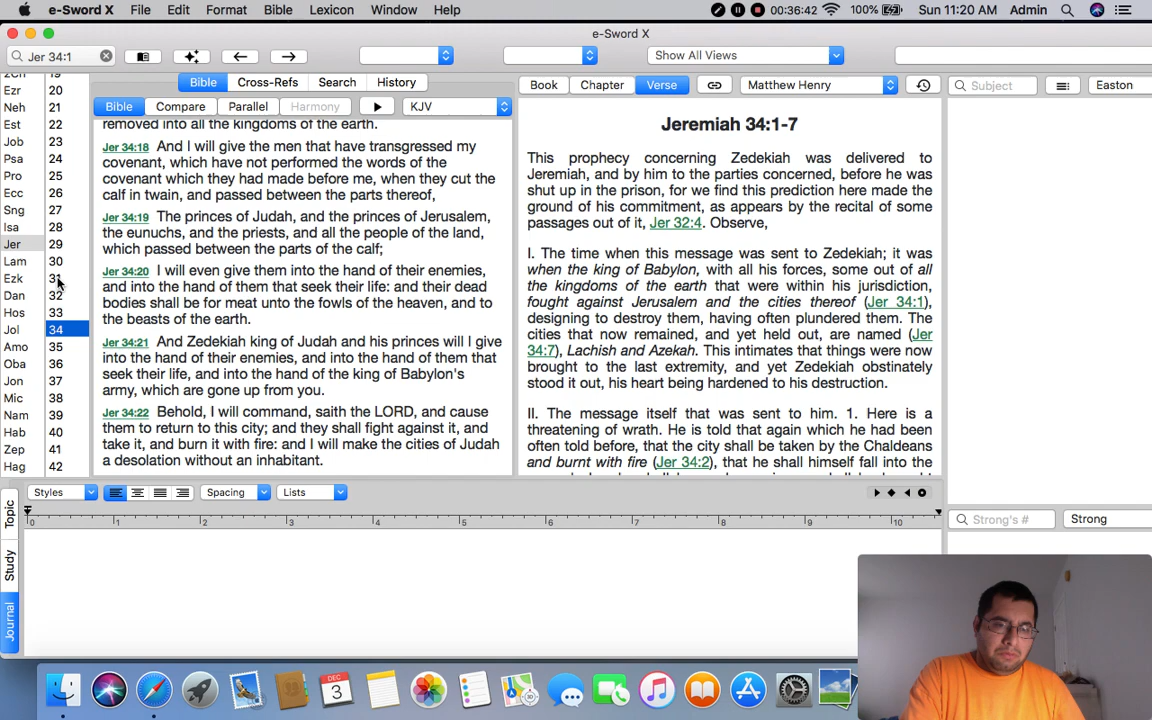 e-Sword X File Edit Format Bible Lexicon Window Help 00:36:42 100% Sun 11:20 AM Admin
e-Sword X
Jer 34:1 Show All Views
Bible Cross-Refs Search History
Book Chapter Verse Matthew Henry Subject Easton
Bible Compare Parallel Harmony KJV
Ezr 20
Neh 21
Est 22
Job 23
Psa 24
Pro 25
Ecc 26
Sng 27
Isa 28
Jer 29
Lam 30
Ezk 31
Dan 32
Hos 33
Jol 34
Amo 35
Oba 36
Jon 37
Mic 38
Nam 39
Hab 40
Zep 41
Hag 42
removed into all the kingdoms of the earth.
Jer 34:18 And I will give the men that have transgressed my
covenant, which have not performed the words of the
covenant which they had made before me, when they cut the
calf in twain, and passed between the parts thereof,
Jer 34:19 The princes of Judah, and the princes of Jerusalem,
the eunuchs, and the priests, and all the people of the land,
which passed between the parts of the calf;
Jer 34:20 I will even give them into the hand of their enemies,
and into the hand of them that seek their life: and their dead
bodies shall be for meat unto the fowls of the heaven, and to
the beasts of the earth.
Jer 34:21 And Zedekiah king of Judah and his princes will I give
into the hand of their enemies, and into the hand of them that
seek their life, and into the hand of the king of Babylon's
army, which are gone up from you.
Jer 34:22 Behold, I will command, saith the LORD, and cause
them to return to this city; and they shall fight against it, and
take it, and burn it with fire: and I will make the cities of Judah
a desolation without an inhabitant.
Jeremiah 34:1-7
This prophecy concerning Zedekiah was delivered to
Jeremiah, and by him to the parties concerned, before he was
shut up in the prison, for we find this prediction here made the
ground of his commitment, as appears by the recital of some
passages out of it, Jer 32:4. Observe,
I. The time when this message was sent to Zedekiah; it was
when the king of Babylon, with all his forces, some out of all
the kingdoms of the earth that were within his jurisdiction,
fought against Jerusalem and the cities thereof (Jer 34:1),
designing to destroy them, having often plundered them. The
cities that now remained, and yet held out, are named (Jer
34:7), Lachish and Azekah. This intimates that things were now
brought to the last extremity, and yet Zedekiah obstinately
stood it out, his heart being hardened to his destruction.
II. The message itself that was sent to him. 1. Here is a
threatening of wrath. He is told that again which he had been
often told before, that the city shall be taken by the Chaldeans
and burnt with fire (Jer 34:2), that he shall himself fall into the
Styles Spacing Lists
0 1 2 3 4 5 6 7 8 9 10
Strong's # Strong
Topic
Study
Journal
DEC
3